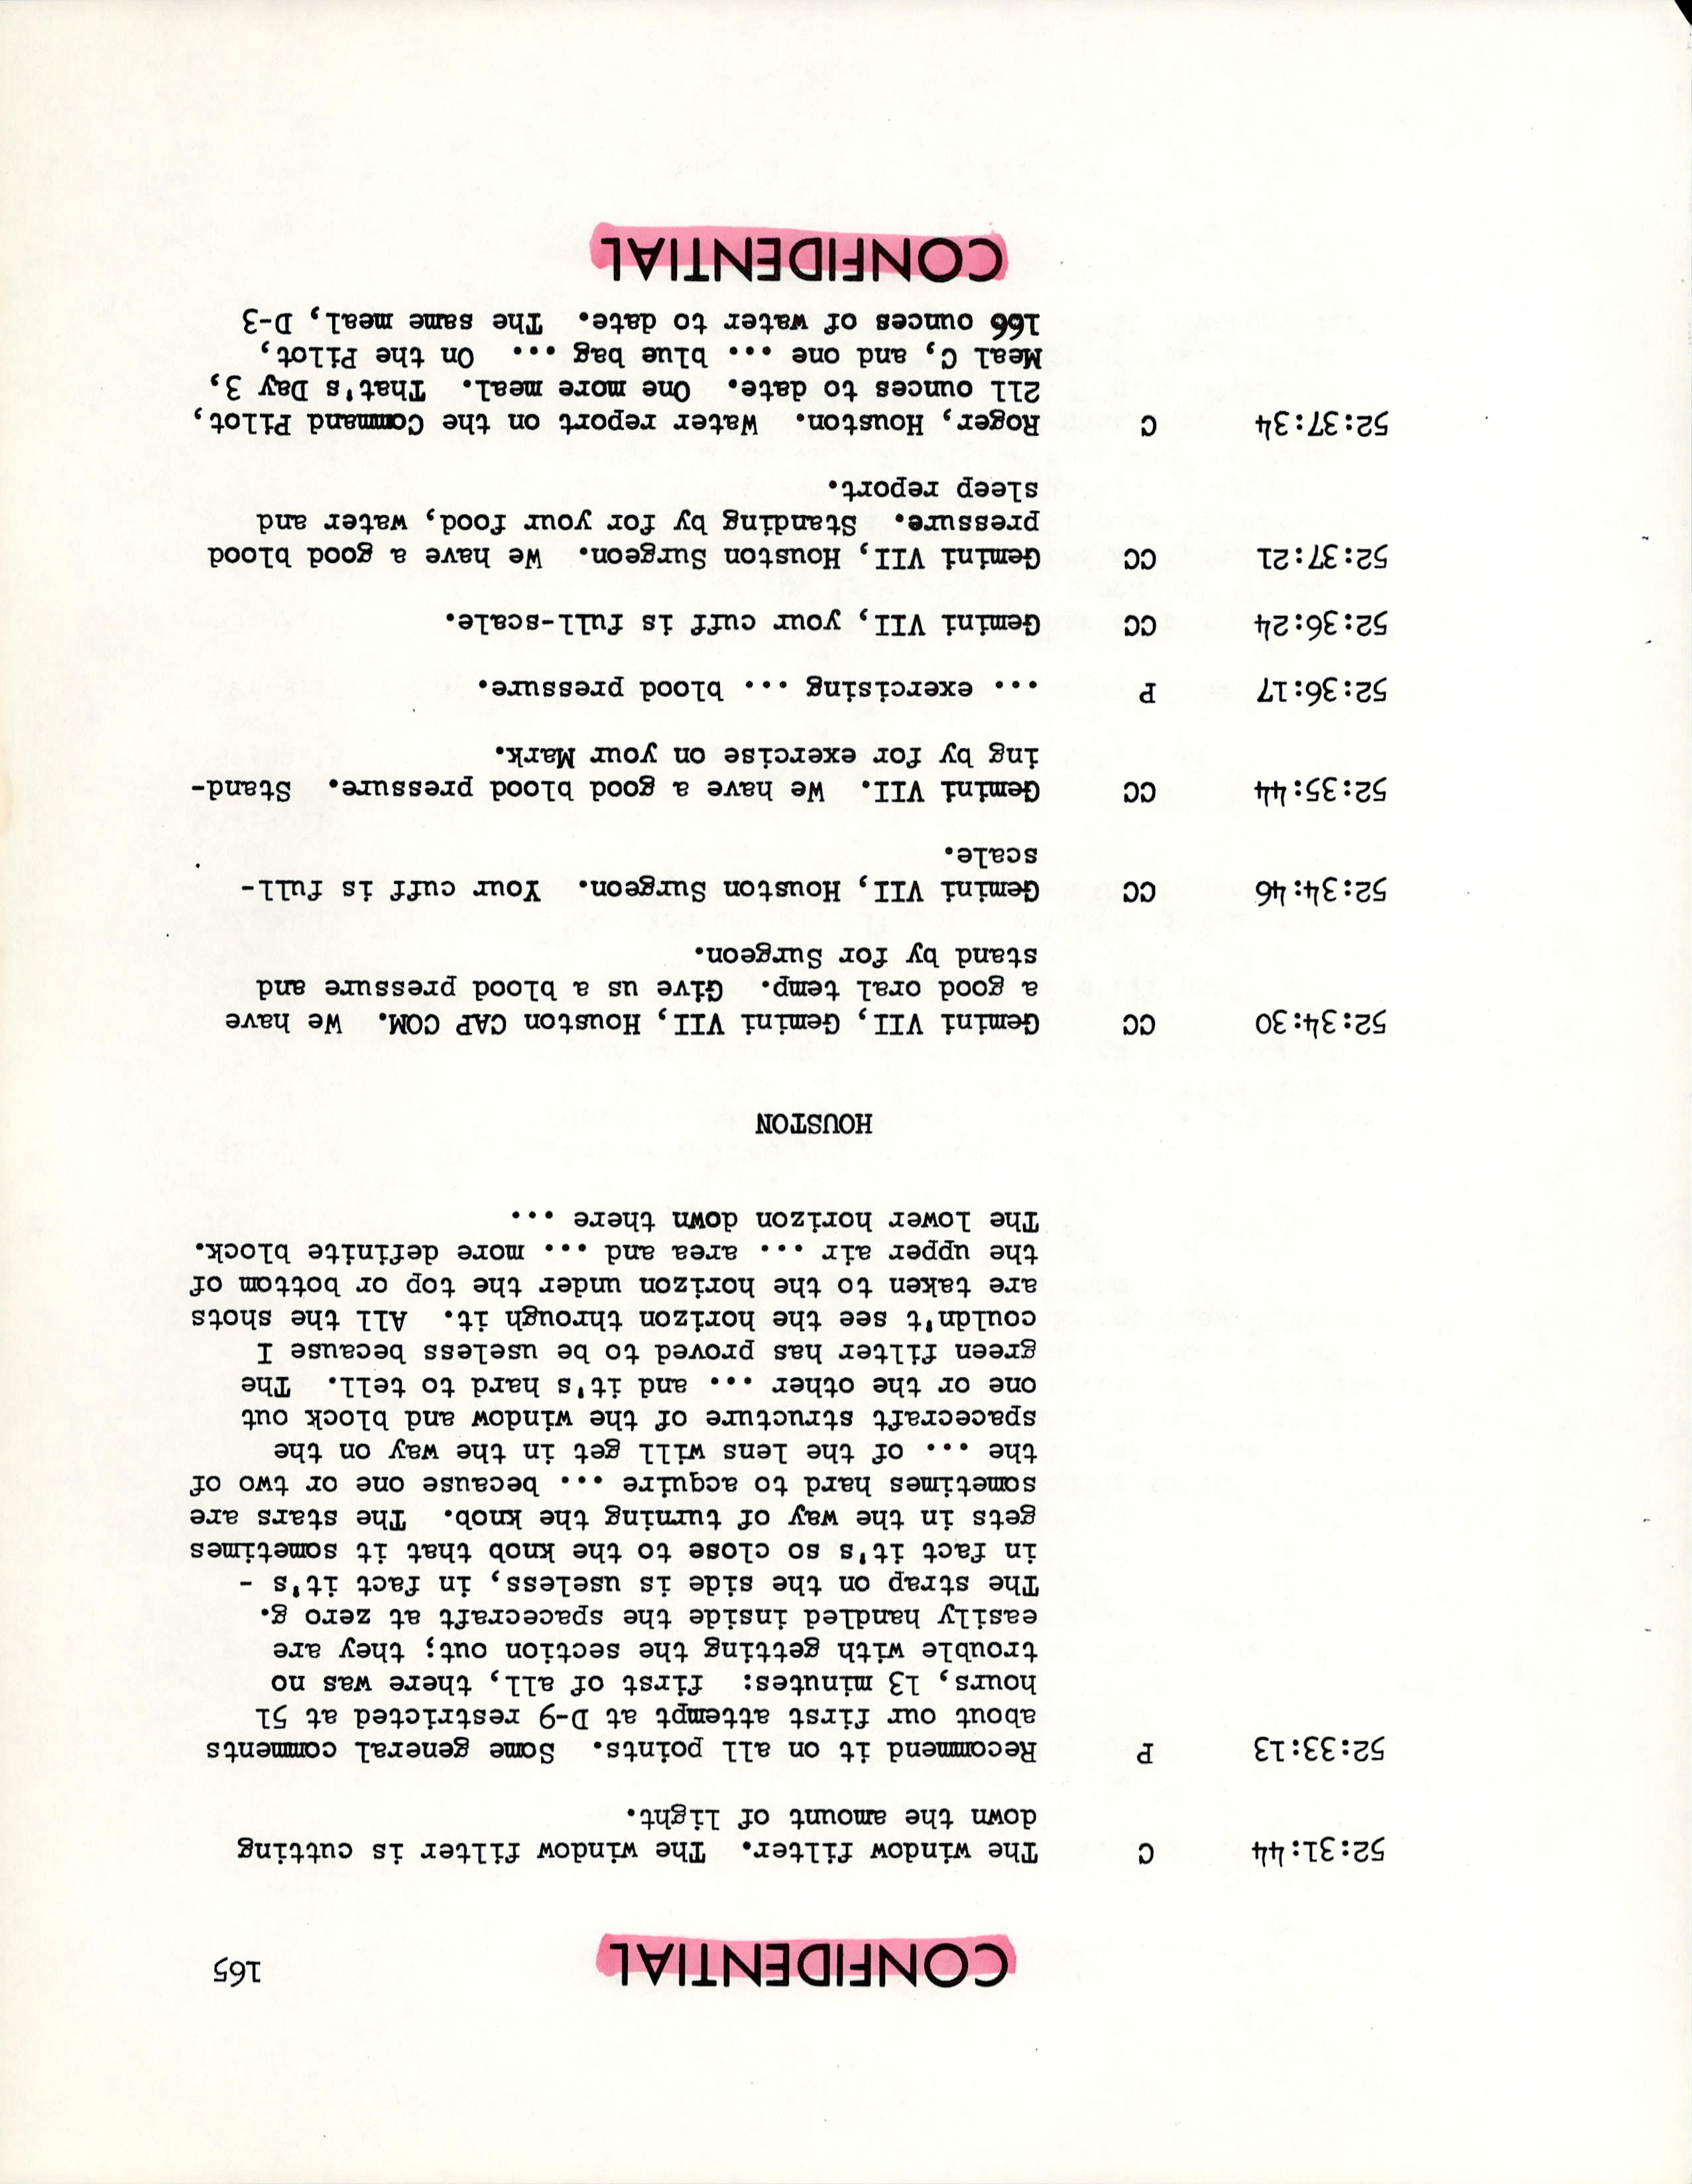 CONFIDENTIAL 165
52:31:44 C The window filter. The window filter is cutting
down the amount of light.
52:33:13 P Recommend it on all points. Some general comments
about our first attempt at D-9 restricted at 51
hours, 13 minutes: first of all, there was no
trouble with getting the section out; they are
easily handled inside the spacecraft at zero g.
The strap on the side is useless, in fact it's -
in fact it's so close to the knob that it sometimes
gets in the way of turning the knob. The stars are
sometimes hard to acquire ... because one or two of
the ... of the lens will get in the way on the
spacecraft structure of the window and block out
one or the other ... and it's hard to tell. The
green filter has proved to be useless because I
couldn't see the horizon through it. All the shots
are taken to the horizon under the top or bottom of
the upper air ... area and ... more definite block.
The lower horizon down there ...
HOUSTON
52:34:30 CC Gemini VII, Gemini VII, Houston CAP COM. We have
a good oral temp. Give us a blood pressure and
stand by for Surgeon.
52:34:46 CC Gemini VII, Houston Surgeon. Your cuff is full-
scale.
52:35:44 CC Gemini VII. We have a good blood pressure. Stand-
ing by for exercise on your Mark.
52:36:17 P ... exercising ... blood pressure.
52:36:24 CC Gemini VII, your cuff is full-scale.
52:37:21 CC Gemini VII, Houston Surgeon. We have a good blood
pressure. Standing by for your food, water and
sleep report.
52:37:34 C Roger, Houston. Water report on the Command Pilot,
211 ounces to date. One more meal. That's Day 3,
Meal C, and one ... blue bag ... On the Pilot,
166 ounces of water to date. The same meal, D-3
CONFIDENTIAL